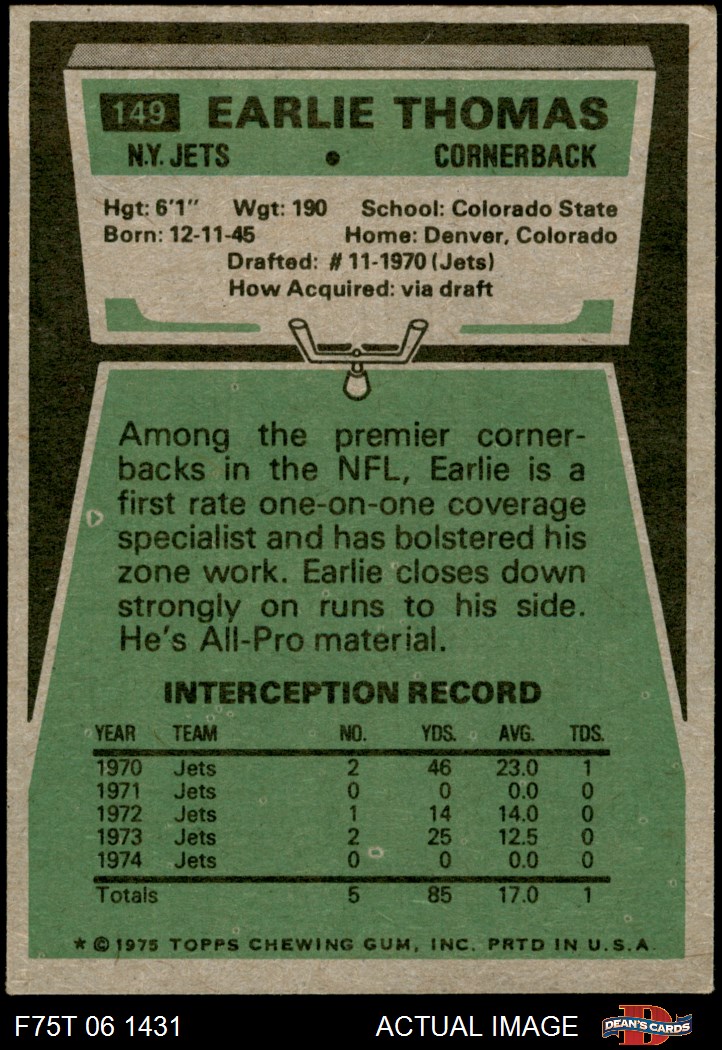 149 EARLIE THOMAS
N.Y. JETS • CORNERBACK
Hgt: 6'1" Wgt: 190 School: Colorado State
Born: 12-11-45 Home: Denver, Colorado
Drafted: # 11-1970 (Jets)
How Acquired: via draft
Among the premier corner-
backs in the NFL, Earlie is a
first rate one-on-one coverage
specialist and has bolstered his
zone work. Earlie closes down
strongly on runs to his side.
He's All-Pro material.
INTERCEPTION RECORD
YEAR TEAM NO. YDS. AVG. TDS.
1970 Jets 2 46 23.0 1
1971 Jets 0 0 0.0 0
1972 Jets 1 14 14.0 0
1973 Jets 2 25 12.5 0
1974 Jets 0 0 0.0 0
Totals 5 85 17.0 1
* © 1975 TOPPS CHEWING GUM, INC. PRTD IN U.S.A.
F75T 06 1431 ACTUAL IMAGE D DEAN'S CARDS